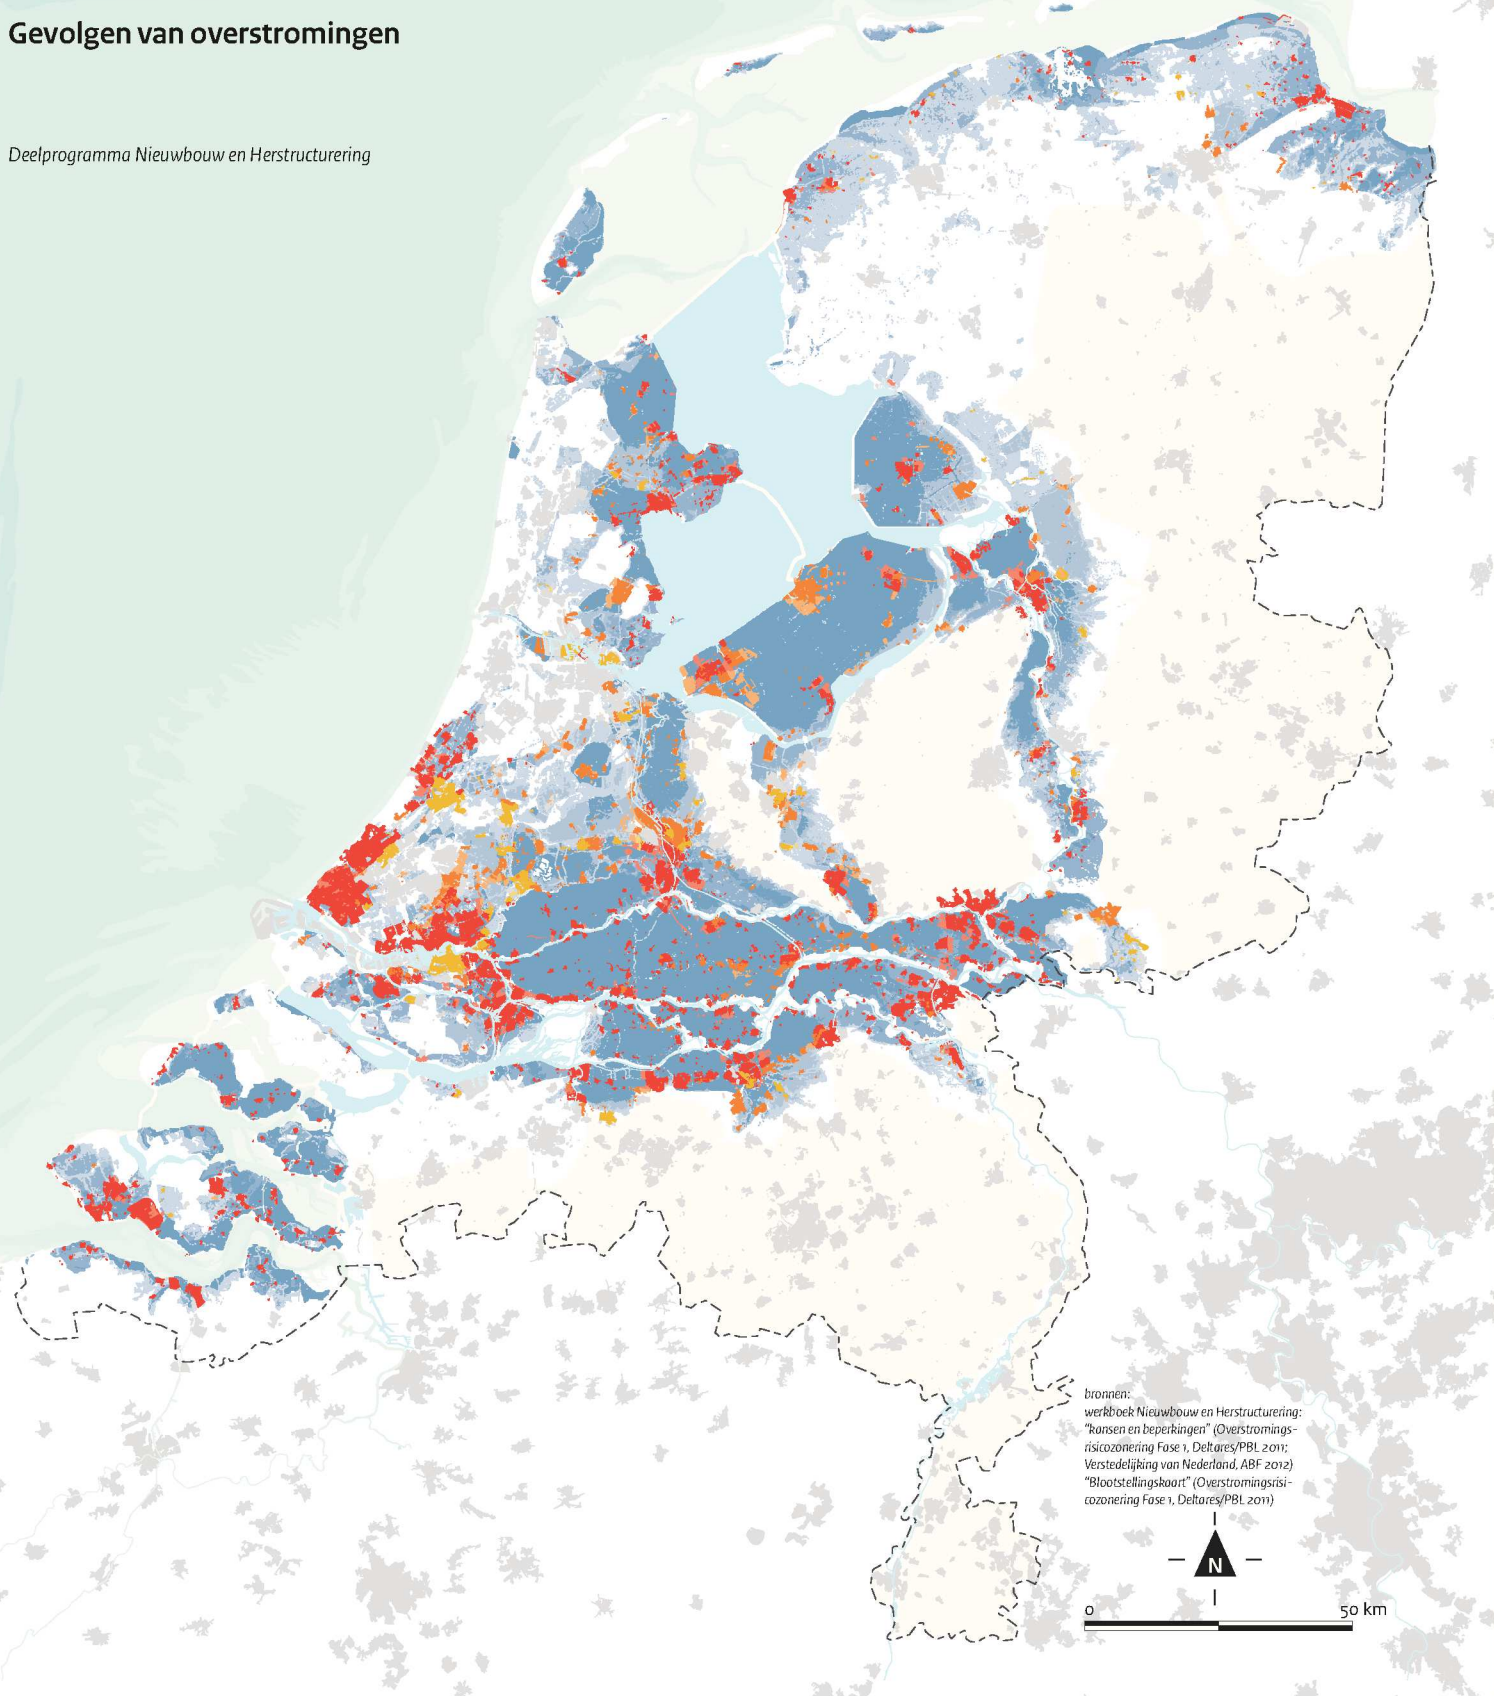 Gevolgen van overstromingen
Deelprogramma Nieuwbouw en Herstructurering
bronnen:
werkboek Nieuwbouw en Herstructurering:
“kansen en beperkingen” (Overstromings-
risicozonering Fase 1, Deltares/PBL 2011;
Verstedelijking van Nederland, ABF 2012)
“Blootstellingskaart” (Overstromingsrisi-
cozonering Fase 1, Deltares/PBL 2011)
N
0 50 km